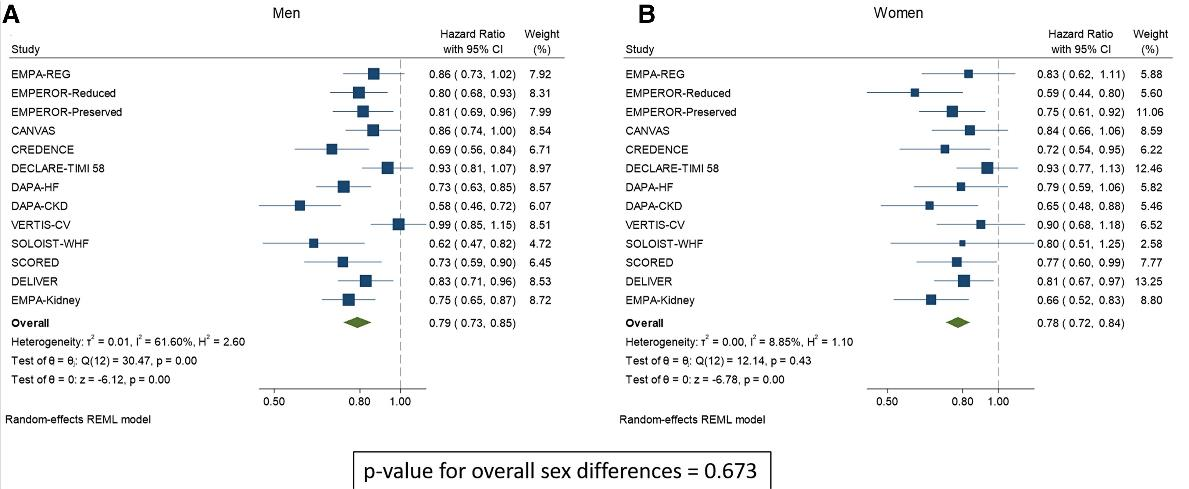 A
Men
Hazard Ratio Weight
Study with 95% CI (%)
EMPA-REG 0.86 ( 0.73, 1.02) 7.92
EMPEROR-Reduced 0.80 ( 0.68, 0.93) 8.31
EMPEROR-Preserved 0.81 ( 0.69, 0.96) 7.99
CANVAS 0.86 ( 0.74, 1.00) 8.54
CREDENCE 0.69 ( 0.56, 0.84) 6.71
DECLARE-TIMI 58 0.93 ( 0.81, 1.07) 8.97
DAPA-HF 0.73 ( 0.63, 0.85) 8.57
DAPA-CKD 0.58 ( 0.46, 0.72) 6.07
VERTIS-CV 0.99 ( 0.85, 1.15) 8.51
SOLOIST-WHF 0.62 ( 0.47, 0.82) 4.72
SCORED 0.73 ( 0.59, 0.90) 6.45
DELIVER 0.83 ( 0.71, 0.96) 8.53
EMPA-Kidney 0.75 ( 0.65, 0.87) 8.72
Overall 0.79 ( 0.73, 0.85)
Heterogeneity: τ² = 0.01, I² = 61.60%, H² = 2.60
Test of θ = θᵢ: Q(12) = 30.47, p = 0.00
Test of θ = 0: z = -6.12, p = 0.00
0.50 0.80 1.00
Random-effects REML model
B
Women
Hazard Ratio Weight
Study with 95% CI (%)
EMPA-REG 0.83 ( 0.62, 1.11) 5.88
EMPEROR-Reduced 0.59 ( 0.44, 0.80) 5.60
EMPEROR-Preserved 0.75 ( 0.61, 0.92) 11.06
CANVAS 0.84 ( 0.66, 1.06) 8.59
CREDENCE 0.72 ( 0.54, 0.95) 6.22
DECLARE-TIMI 58 0.93 ( 0.77, 1.13) 12.46
DAPA-HF 0.79 ( 0.59, 1.06) 5.82
DAPA-CKD 0.65 ( 0.48, 0.88) 5.46
VERTIS-CV 0.90 ( 0.68, 1.18) 6.52
SOLOIST-WHF 0.80 ( 0.51, 1.25) 2.58
SCORED 0.77 ( 0.60, 0.99) 7.77
DELIVER 0.81 ( 0.67, 0.97) 13.25
EMPA-Kidney 0.66 ( 0.52, 0.83) 8.80
Overall 0.78 ( 0.72, 0.84)
Heterogeneity: τ² = 0.00, I² = 8.85%, H² = 1.10
Test of θ = θᵢ: Q(12) = 12.14, p = 0.43
Test of θ = 0: z = -6.78, p = 0.00
0.50 0.80 1.00
Random-effects REML model
p-value for overall sex differences = 0.673